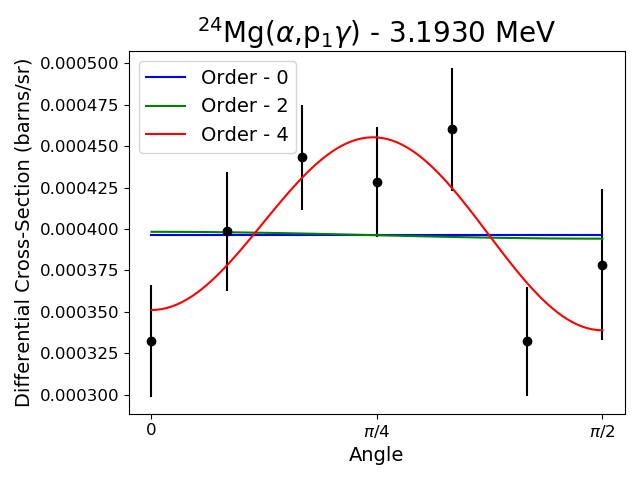 ²⁴Mg(α,p₁γ) - 3.1930 MeV
Differential Cross-Section (barns/sr)
0.000500
0.000475
0.000450
0.000425
0.000400
0.000375
0.000350
0.000325
0.000300
Order - 0
Order - 2
Order - 4
0 π/4 π/2
Angle